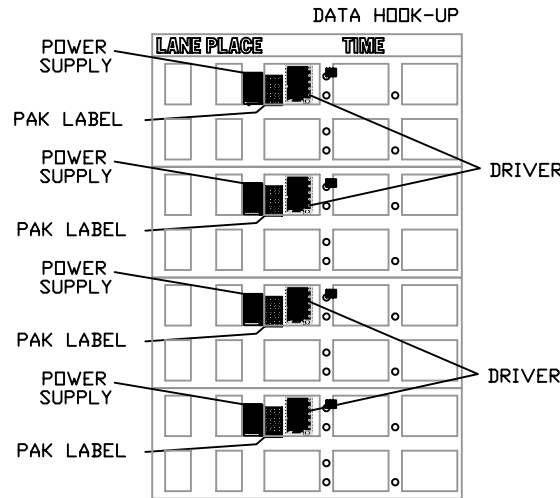 DATA HOOK-UP
LANE PLACE TIME
POWER
SUPPLY
PAK LABEL
POWER
SUPPLY
DRIVER
PAK LABEL
POWER
SUPPLY
PAK LABEL
DRIVER
POWER
SUPPLY
PAK LABEL